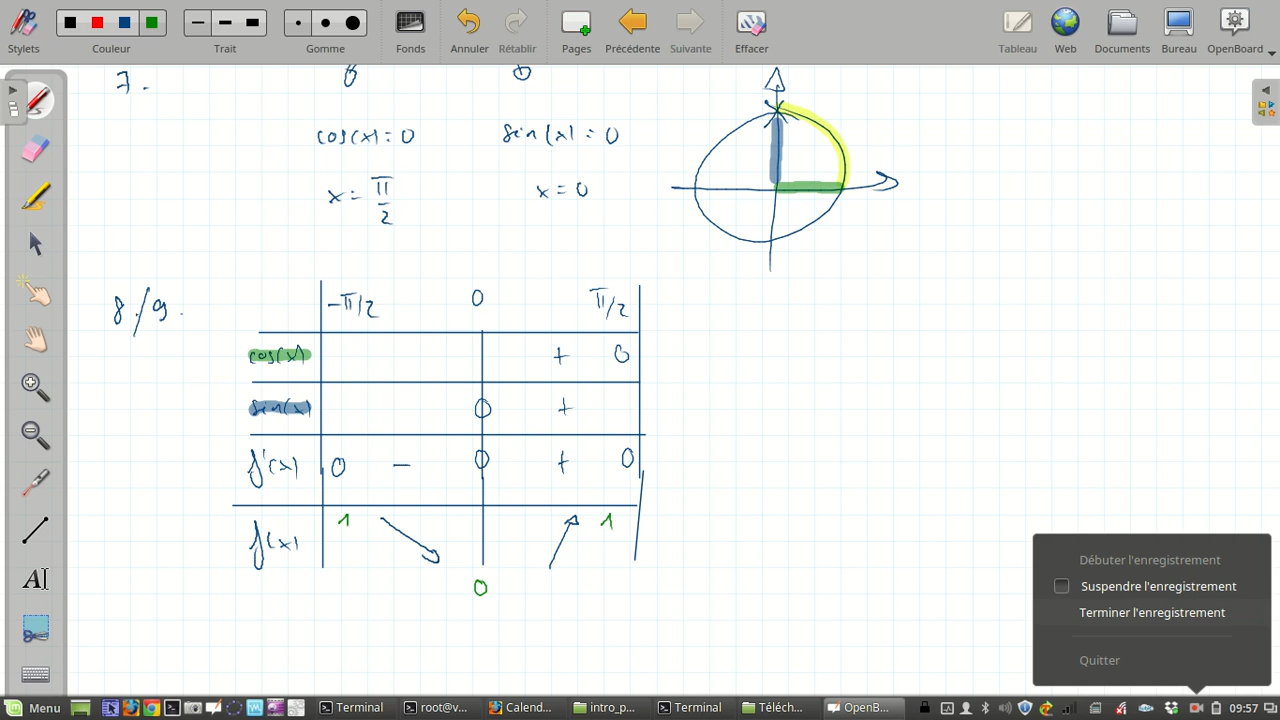 Stylets Couleur Trait Gomme Fonds Annuler Rétablir Pages Précédente Suivante Effacer Tableau Web Documents Bureau OpenBoard
7.
cos(x) = 0 sin(x) = 0
x = π/2 x = 0
8./9.
-π/2 0 π/2
cos(x) + 0
sin(x) 0 +
f'(x) 0 - 0 + 0
f(x) 1 1
0
Débuter l'enregistrement
Suspendre l'enregistrement
Terminer l'enregistrement
Quitter
Menu Terminal root@v... Calend... intro_p... Terminal Téléch... OpenB... 09:57